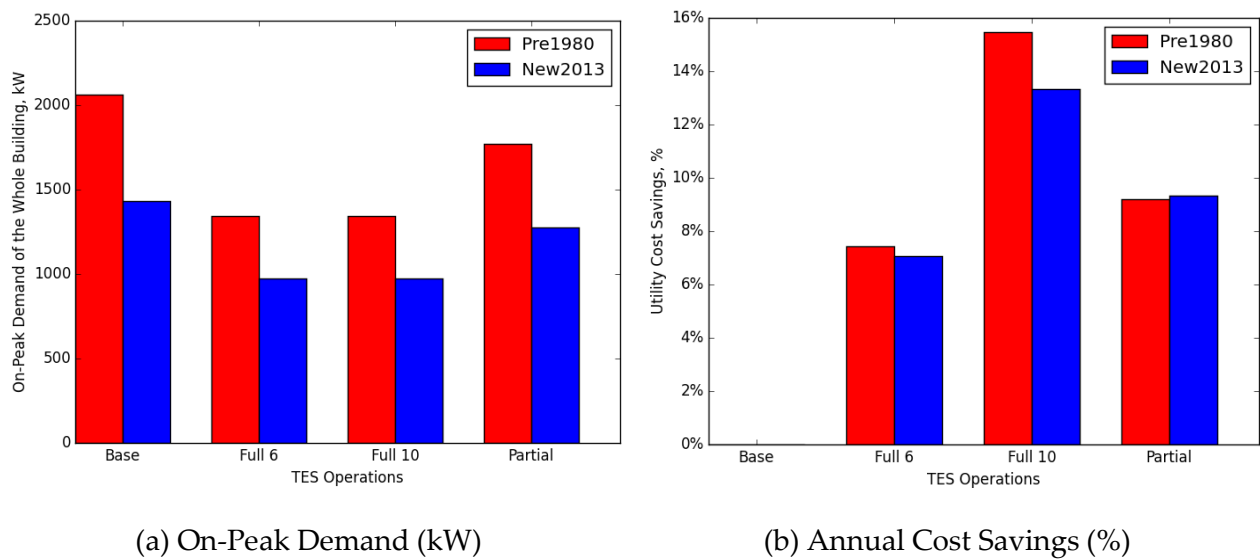 2500
2000
1500
1000
500
0
On-Peak Demand of the Whole Building, kW
Pre1980
New2013
Base Full 6 Full 10 Partial
TES Operations
(a) On-Peak Demand (kW)
16%
14%
12%
10%
8%
6%
4%
2%
0%
Utility Cost Savings, %
Pre1980
New2013
Base Full 6 Full 10 Partial
TES Operations
(b) Annual Cost Savings (%)